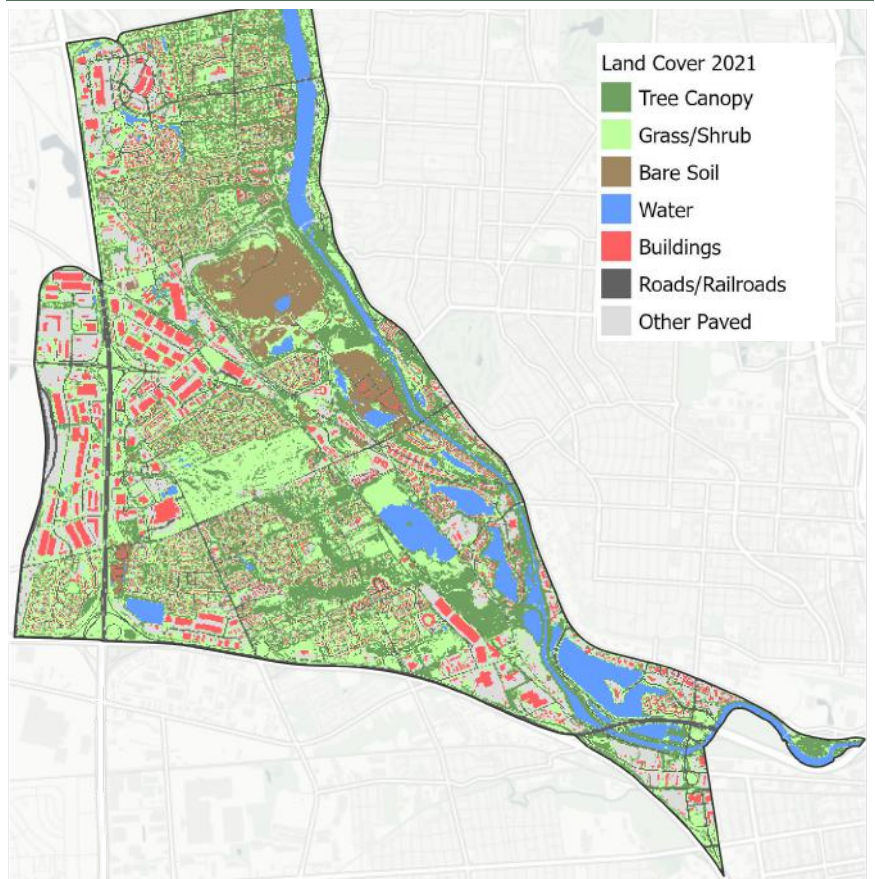 Land Cover 2021
Tree Canopy
Grass/Shrub
Bare Soil
Water
Buildings
Roads/Railroads
Other Paved